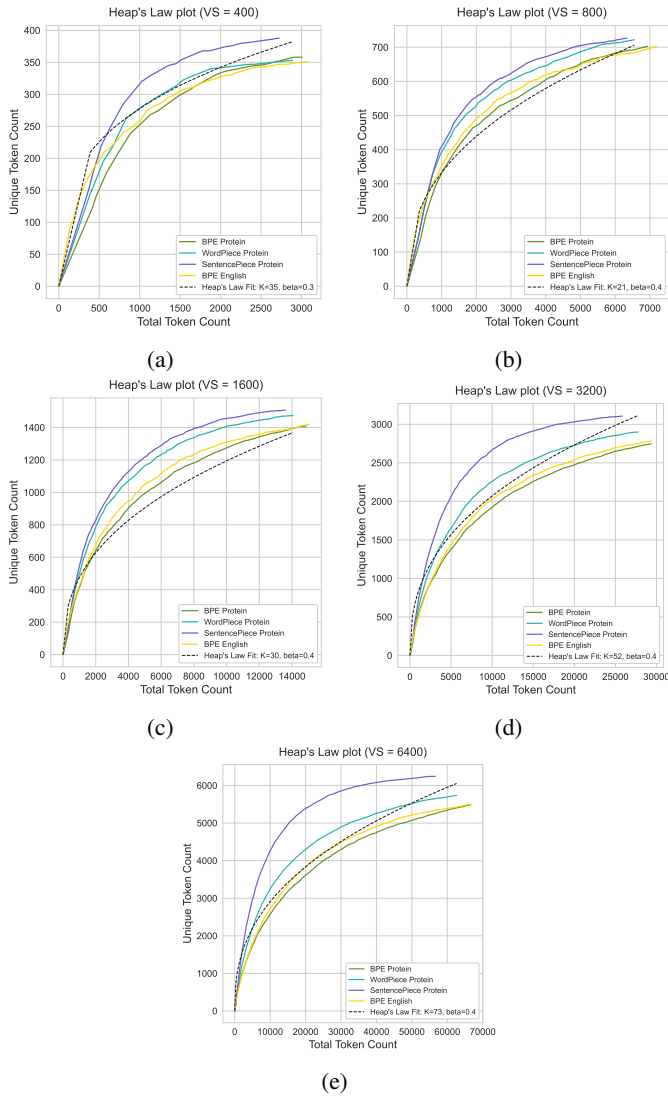 Heap's Law plot (VS = 400)
Unique Token Count
400
350
300
250
200
150
100
50
0
BPE Protein
WordPiece Protein
SentencePiece Protein
BPE English
Heap's Law Fit: K=35, beta=0.3
0 500 1000 1500 2000 2500 3000
Total Token Count
(a)
Heap's Law plot (VS = 800)
Unique Token Count
700
600
500
400
300
200
100
0
BPE Protein
WordPiece Protein
SentencePiece Protein
BPE English
Heap's Law Fit: K=21, beta=0.4
0 1000 2000 3000 4000 5000 6000 7000
Total Token Count
(b)
Heap's Law plot (VS = 1600)
Unique Token Count
1400
1200
1000
800
600
400
200
0
BPE Protein
WordPiece Protein
SentencePiece Protein
BPE English
Heap's Law Fit: K=30, beta=0.4
0 2000 4000 6000 8000 10000 12000 14000
Total Token Count
(c)
Heap's Law plot (VS = 3200)
Unique Token Count
3000
2500
2000
1500
1000
500
0
BPE Protein
WordPiece Protein
SentencePiece Protein
BPE English
Heap's Law Fit: K=52, beta=0.4
0 5000 10000 15000 20000 25000 30000
Total Token Count
(d)
Heap's Law plot (VS = 6400)
Unique Token Count
6000
5000
4000
3000
2000
1000
0
BPE Protein
WordPiece Protein
SentencePiece Protein
BPE English
Heap's Law Fit: K=73, beta=0.4
0 10000 20000 30000 40000 50000 60000 70000
Total Token Count
(e)